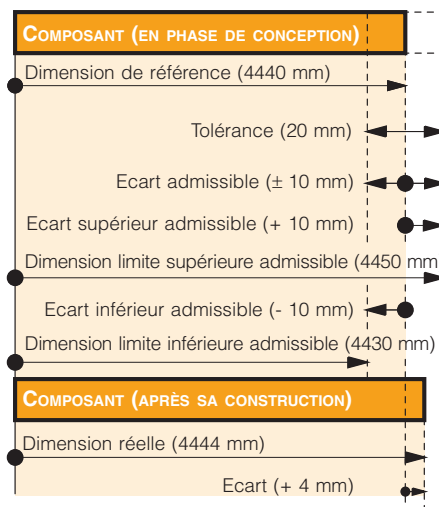 COMPOSANT (EN PHASE DE CONCEPTION)
Dimension de référence (4440 mm)
Tolérance (20 mm)
Ecart admissible (± 10 mm)
Ecart supérieur admissible (+ 10 mm)
Dimension limite supérieure admissible (4450 mm
Ecart inférieur admissible (- 10 mm)
Dimension limite inférieure admissible (4430 mm)
COMPOSANT (APRÈS SA CONSTRUCTION)
Dimension réelle (4444 mm)
Ecart (+ 4 mm)